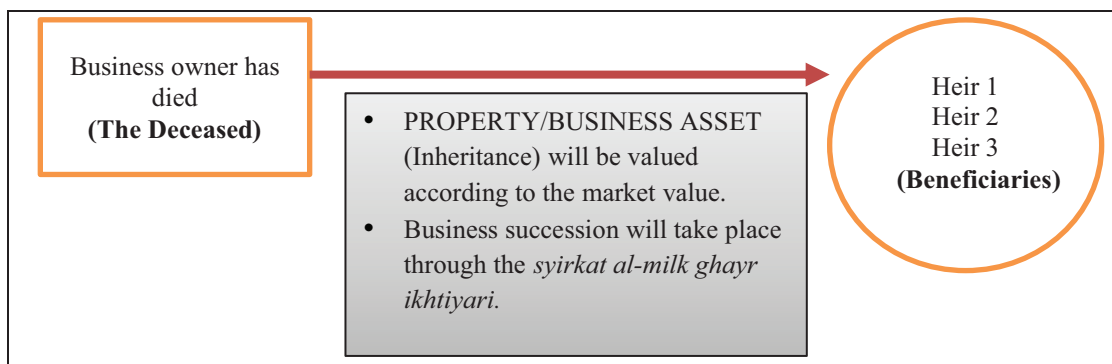 Business owner has
died
(The Deceased)
• PROPERTY/BUSINESS ASSET
(Inheritance) will be valued
according to the market value.
• Business succession will take place
through the syirkat al-milk ghayr
ikhtiyari.
Heir 1
Heir 2
Heir 3
(Beneficiaries)